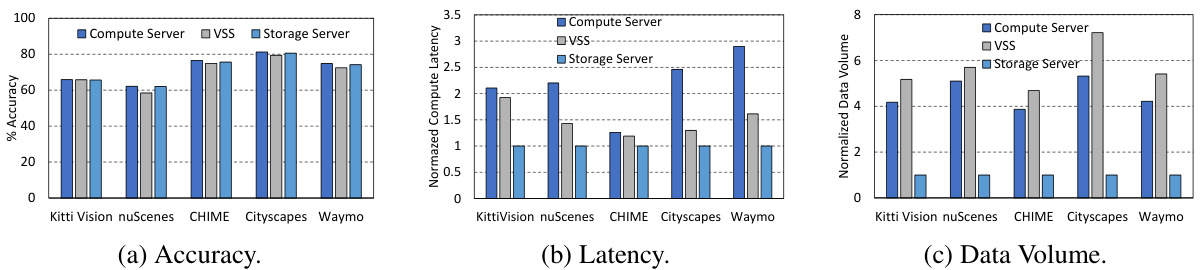 % Accuracy
100
80
60
40
20
0
Compute Server VSS Storage Server
Kitti Vision nuScenes CHIME Cityscapes Waymo
(a) Accuracy.
Normazed Compute Latency
3.5
3
2.5
2
1.5
1
0.5
0
Compute Server
VSS
Storage Server
KittiVision nuScenes CHIME Cityscapes Waymo
(b) Latency.
Normalized Data Volume
8
6
4
2
0
Compute Server
VSS
Storage Server
Kitti Vision nuScenes CHIME Cityscapes Waymo
(c) Data Volume.